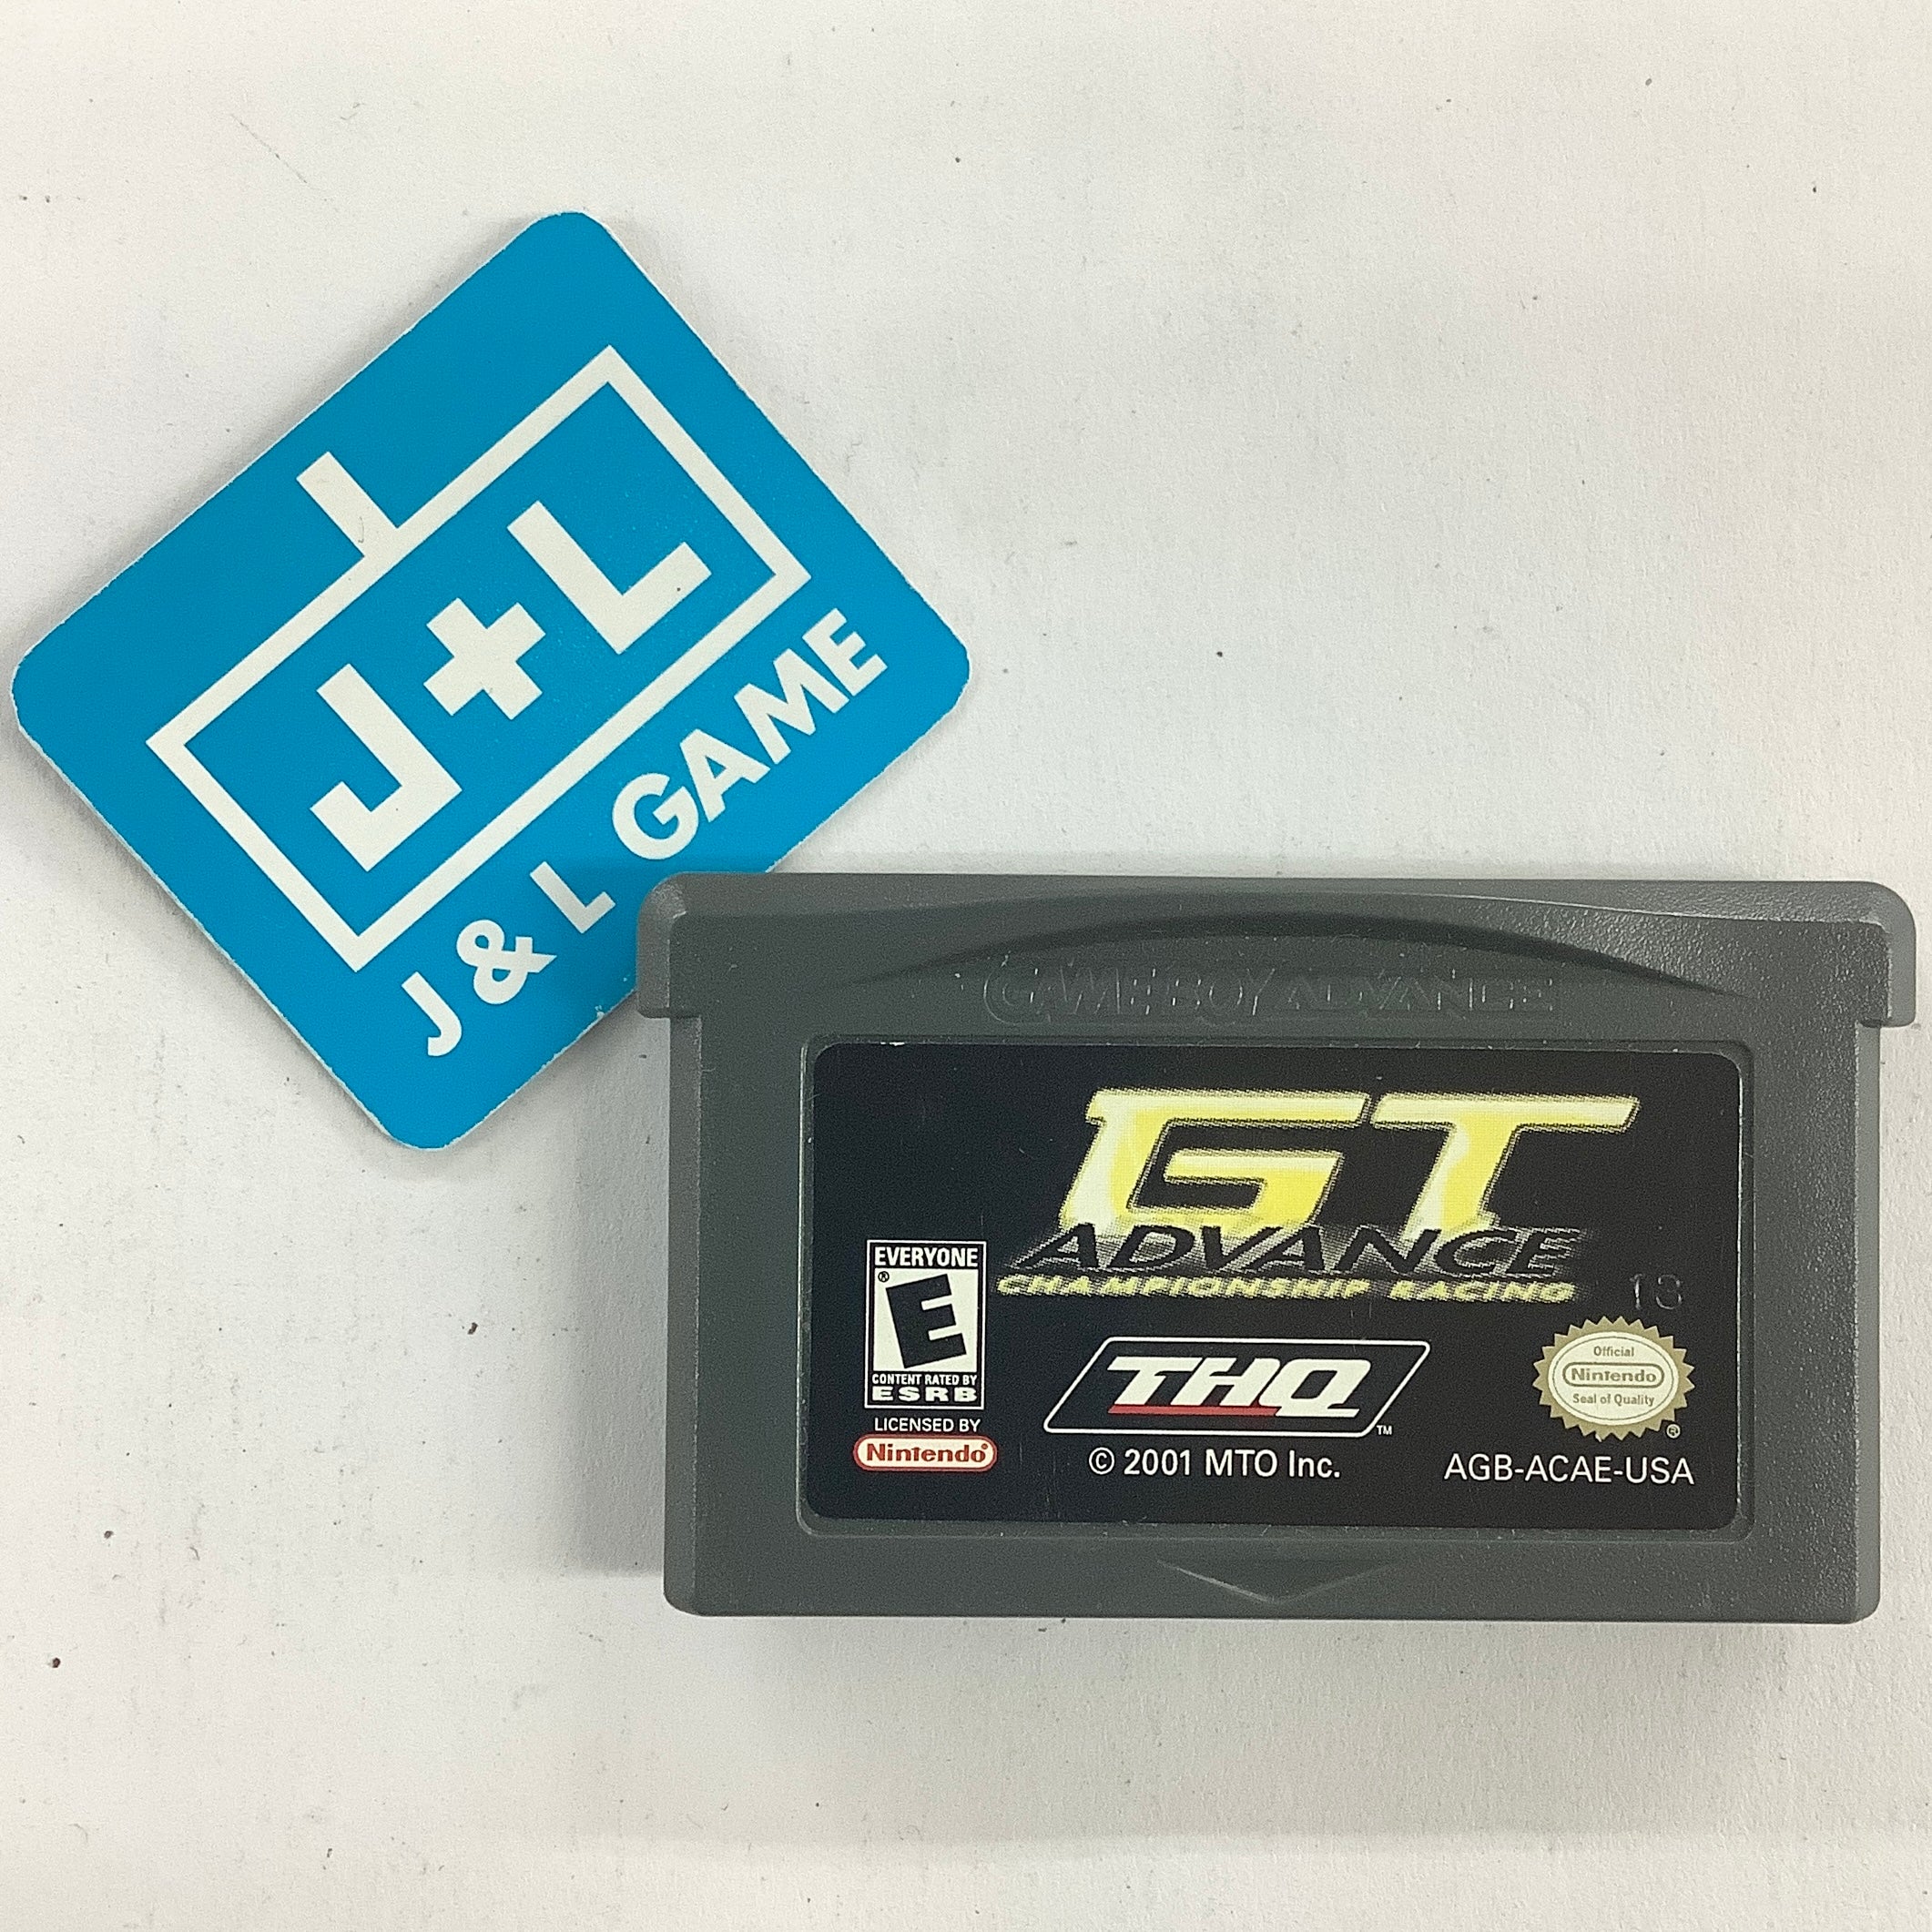 J+L
J & L GAME
GAME BOY ADVANCE
GT
ADVANCE
CHAMPIONSHIP RACING
13
EVERYONE
®
E
CONTENT RATED BY
ESRB
LICENSED BY
Nintendo®
THQ™
© 2001 MTO Inc.
Official
Nintendo
Seal of Quality
®
AGB-ACAE-USA